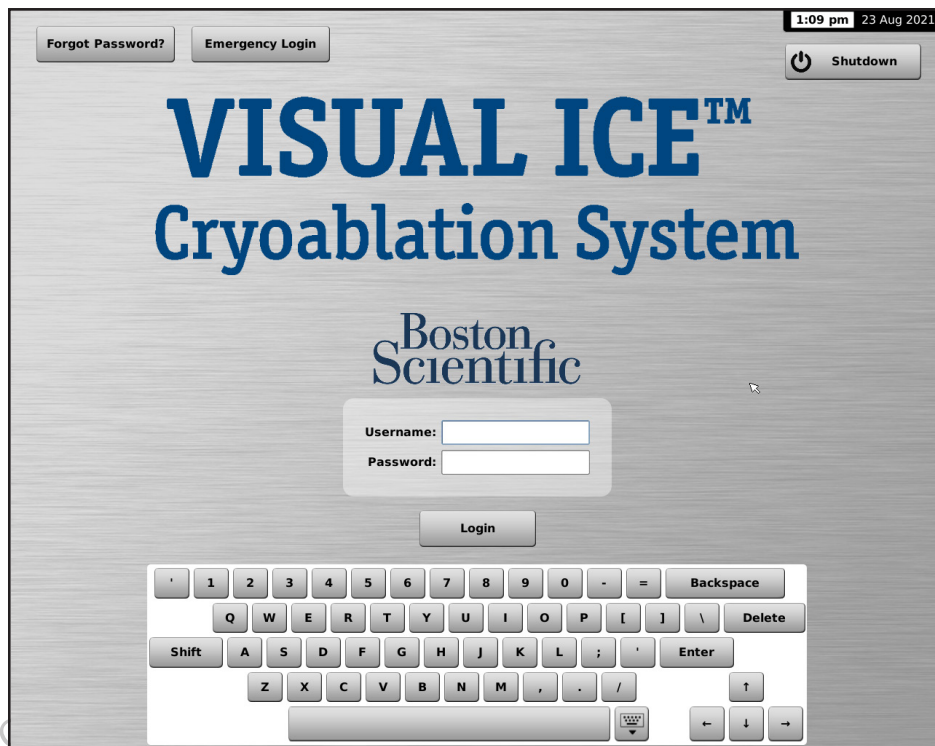 Forgot Password? Emergency Login 1:09 pm 23 Aug 2021
Shutdown
VISUAL ICE™
Cryoablation System
Boston
Scientific
Username:
Password:
Login
' 1 2 3 4 5 6 7 8 9 0 - = Backspace
Q W E R T Y U I O P [ ] \ Delete
Shift A S D F G H J K L ; ' Enter
Z X C V B N M , . / ↑
← ↓ →